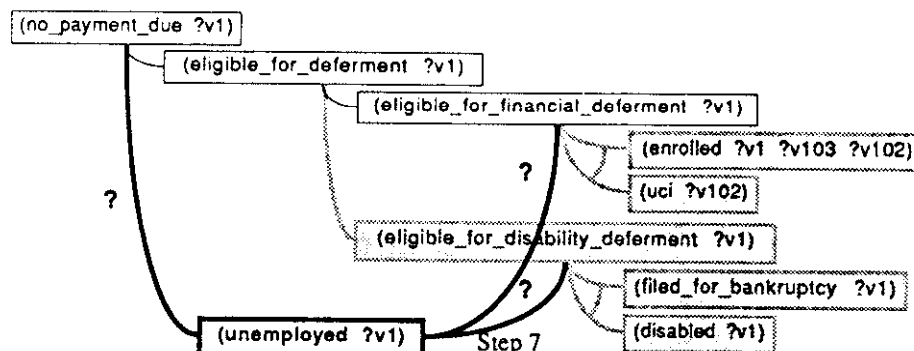 (no_payment_due ?v1)
(eligible_for_deferment ?v1)
(eligible_for_financial_deferment ?v1)
(enrolled ?v1 ?v103 ?v102)
?
?
(uci ?v102)
(eligible_for_disability_deferment ?v1)
?
(filed_for_bankruptcy ?v1)
(unemployed ?v1)
Step 7
(disabled ?v1)